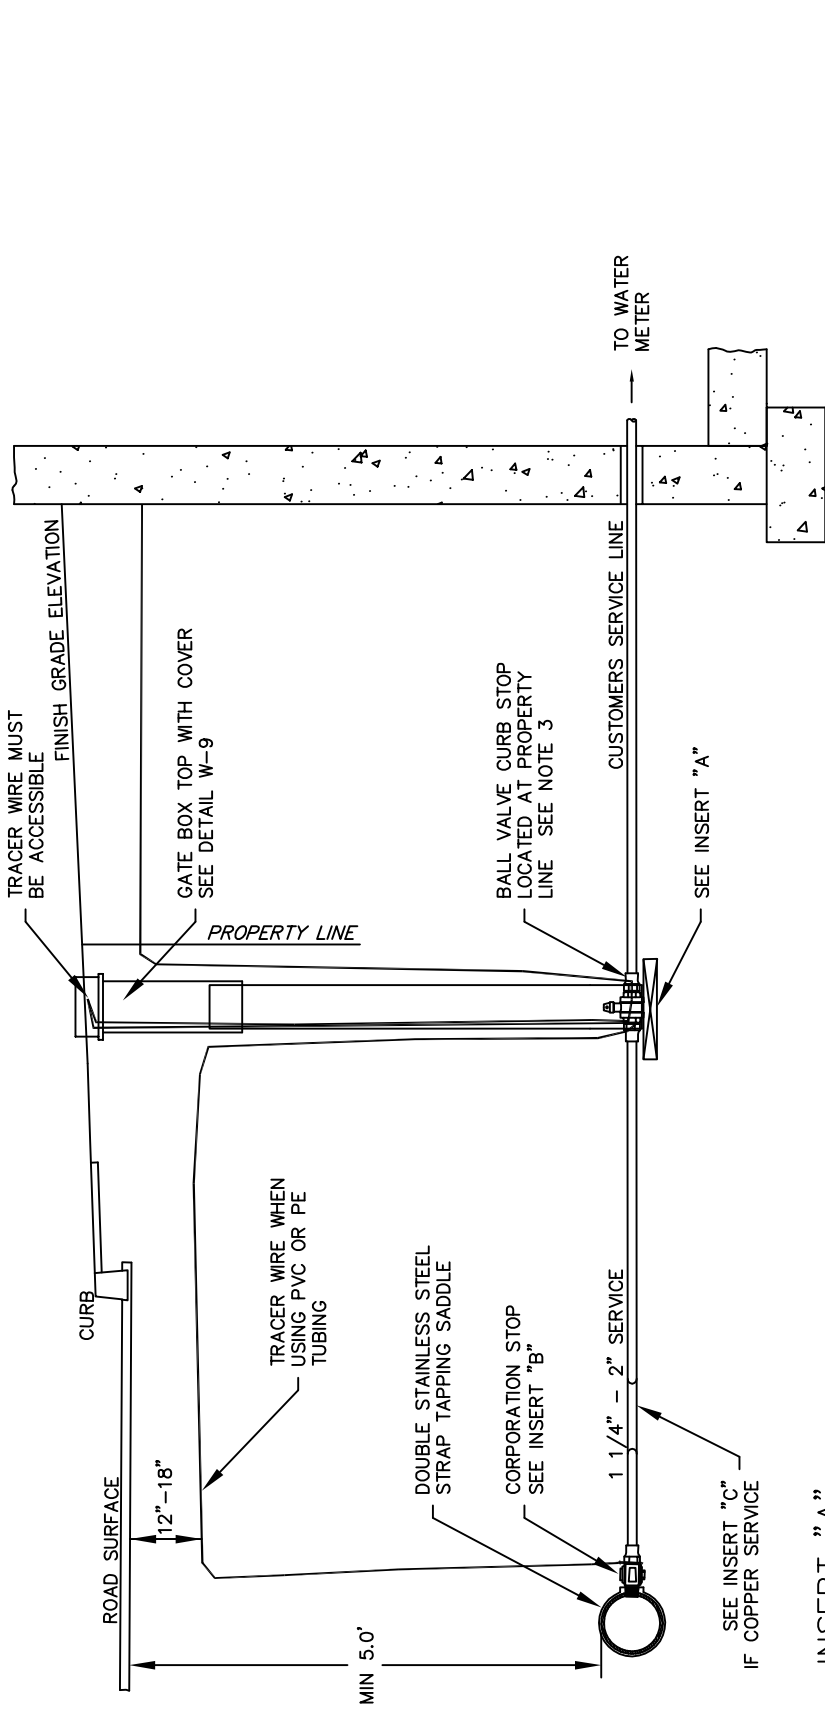 TRACER WIRE MUST
BE ACCESSIBLE
FINISH GRADE ELEVATION
GATE BOX TOP WITH COVER
SEE DETAIL W-9
PROPERTY LINE
CURB
ROAD SURFACE
12"-18"
TRACER WIRE WHEN
USING PVC OR PE
TUBING
MIN 5.0'
DOUBLE STAINLESS STEEL
STRAP TAPPING SADDLE
CORPORATION STOP
SEE INSERT "B"
BALL VALVE CURB STOP
LOCATED AT PROPERTY
LINE SEE NOTE 3
1 1/4" - 2" SERVICE
CUSTOMERS SERVICE LINE
TO WATER
METER
SEE INSERT "A"
SEE INSERT "C"
IF COPPER SERVICE